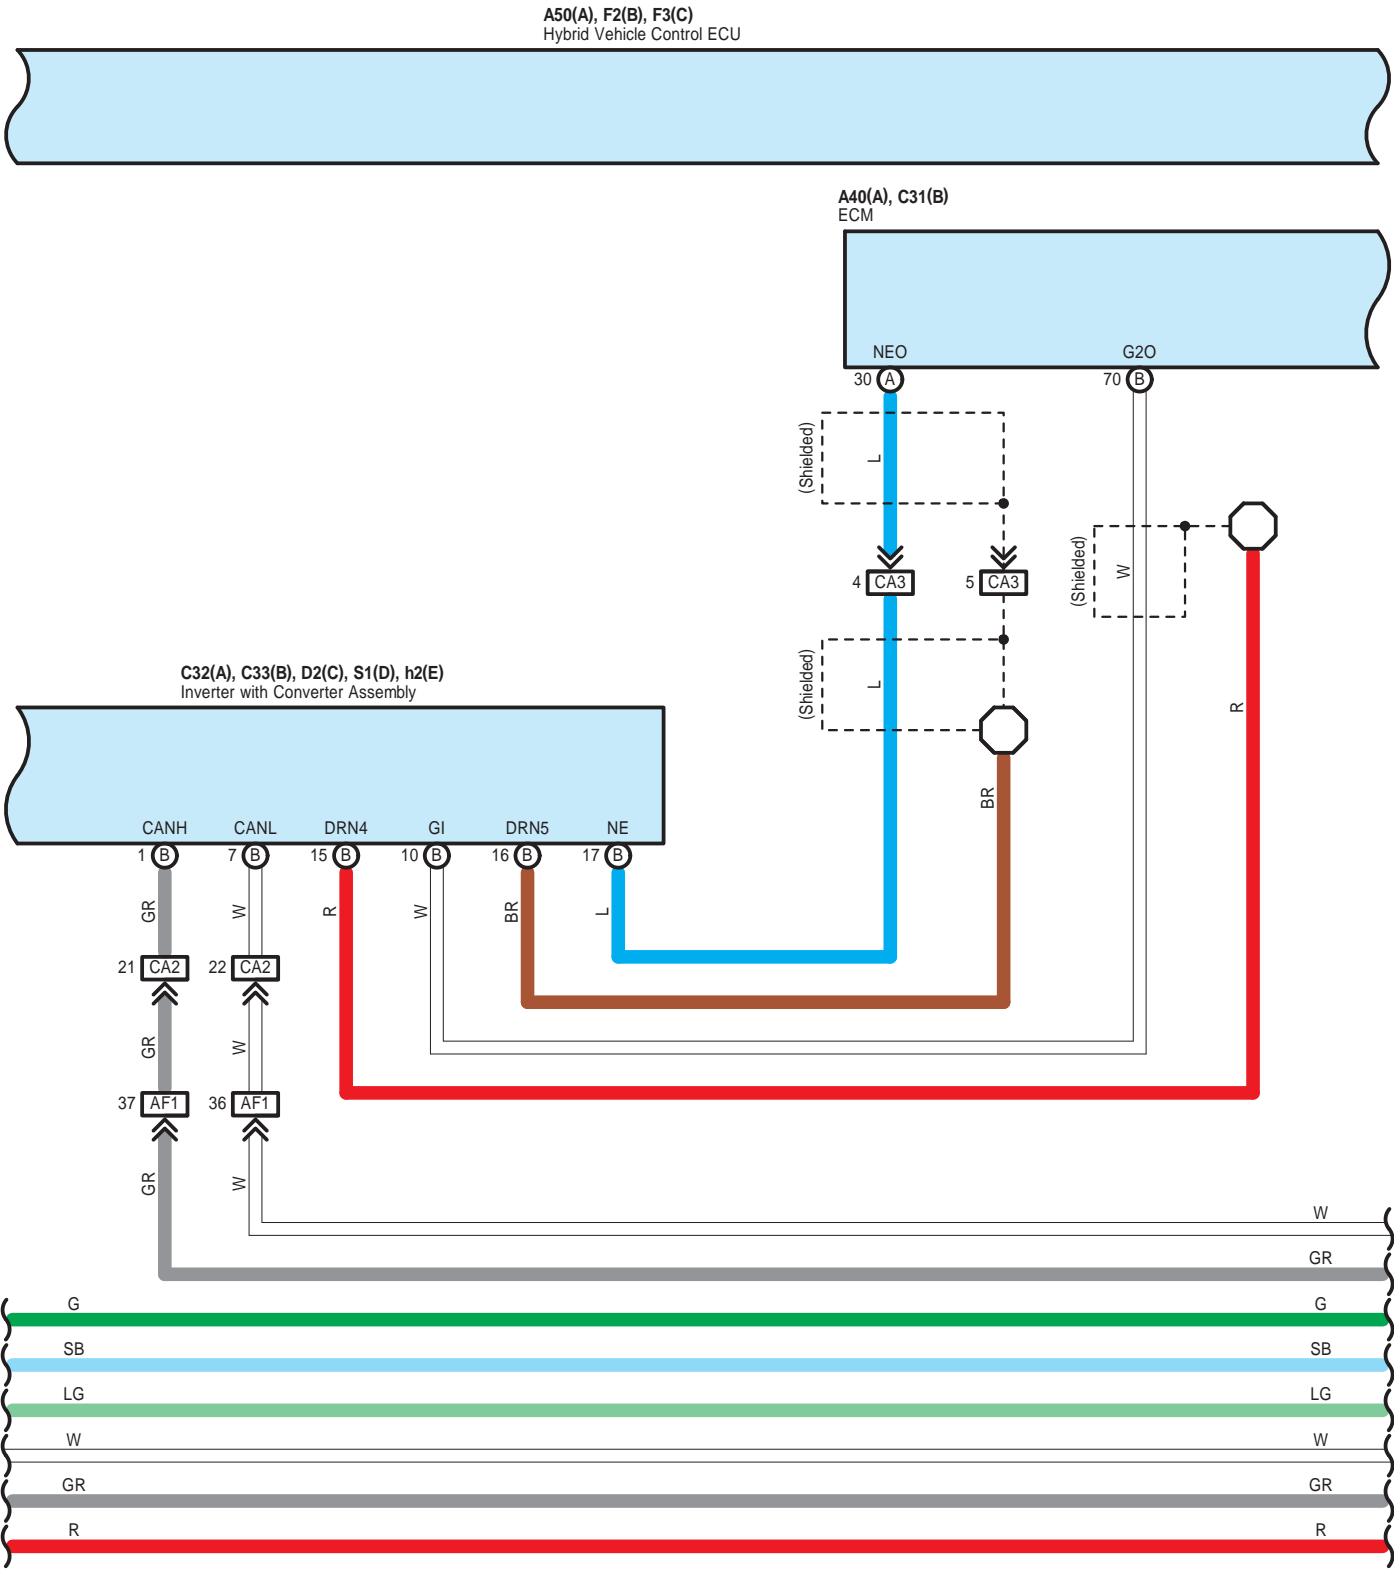 A50(A), F2(B), F3(C)
Hybrid Vehicle Control ECU
A40(A), C31(B)
ECM
NEO
G2O
30 A
70 B
(Shielded)
L
(Shielded)
W
4 CA3
5 CA3
(Shielded)
L
R
BR
C32(A), C33(B), D2(C), S1(D), h2(E)
Inverter with Converter Assembly
CANH CANL DRN4 GI DRN5 NE
1 B 7 B 15 B 10 B 16 B 17 B
GR W R W BR L
21 CA2 22 CA2
GR W
37 AF1 36 AF1
GR W
W
GR
G G
SB SB
LG LG
W W
GR GR
R R